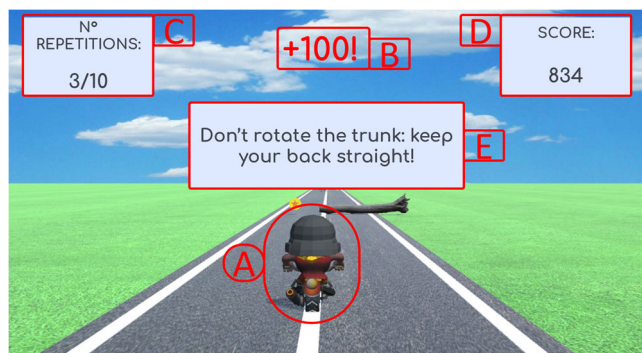 N°
REPETITIONS:
3/10
C
+100!
B
D
SCORE:
834
Don't rotate the trunk: keep
your back straight!
E
A